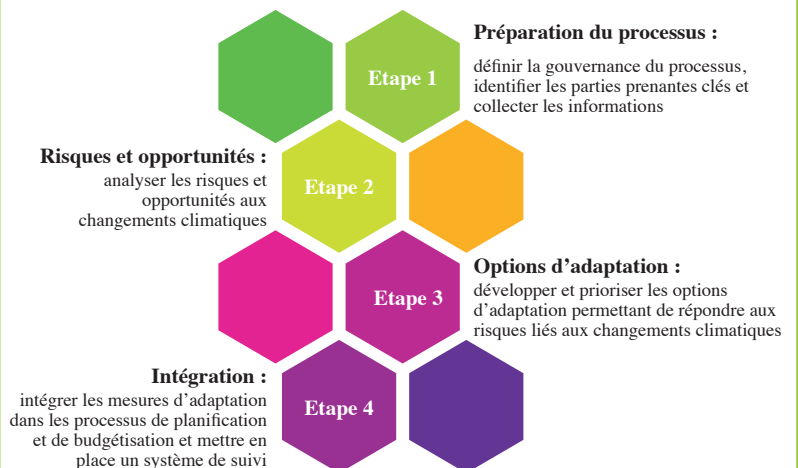 Etape 1
Préparation du processus :
définir la gouvernance du processus,
identifier les parties prenantes clés et
collecter les informations
Risques et opportunités :
analyser les risques et
opportunités aux
changements climatiques
Etape 2
Etape 3
Options d’adaptation :
développer et prioriser les options
d’adaptation permettant de répondre aux
risques liés aux changements climatiques
Intégration :
intégrer les mesures d’adaptation
dans les processus de planification
et de budgétisation et mettre en
place un système de suivi
Etape 4